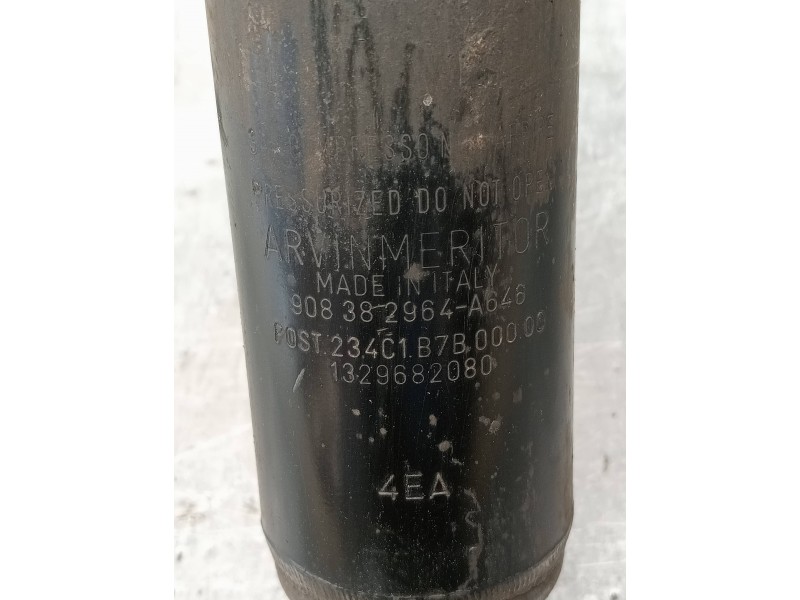 PRESSO N
PRESSURIZED DO NOT OPEN
ARVINMERITOR
MADE IN ITALY
908 38 2964-A646
POST.234C1.B7B.000.00
1329682080
4EA